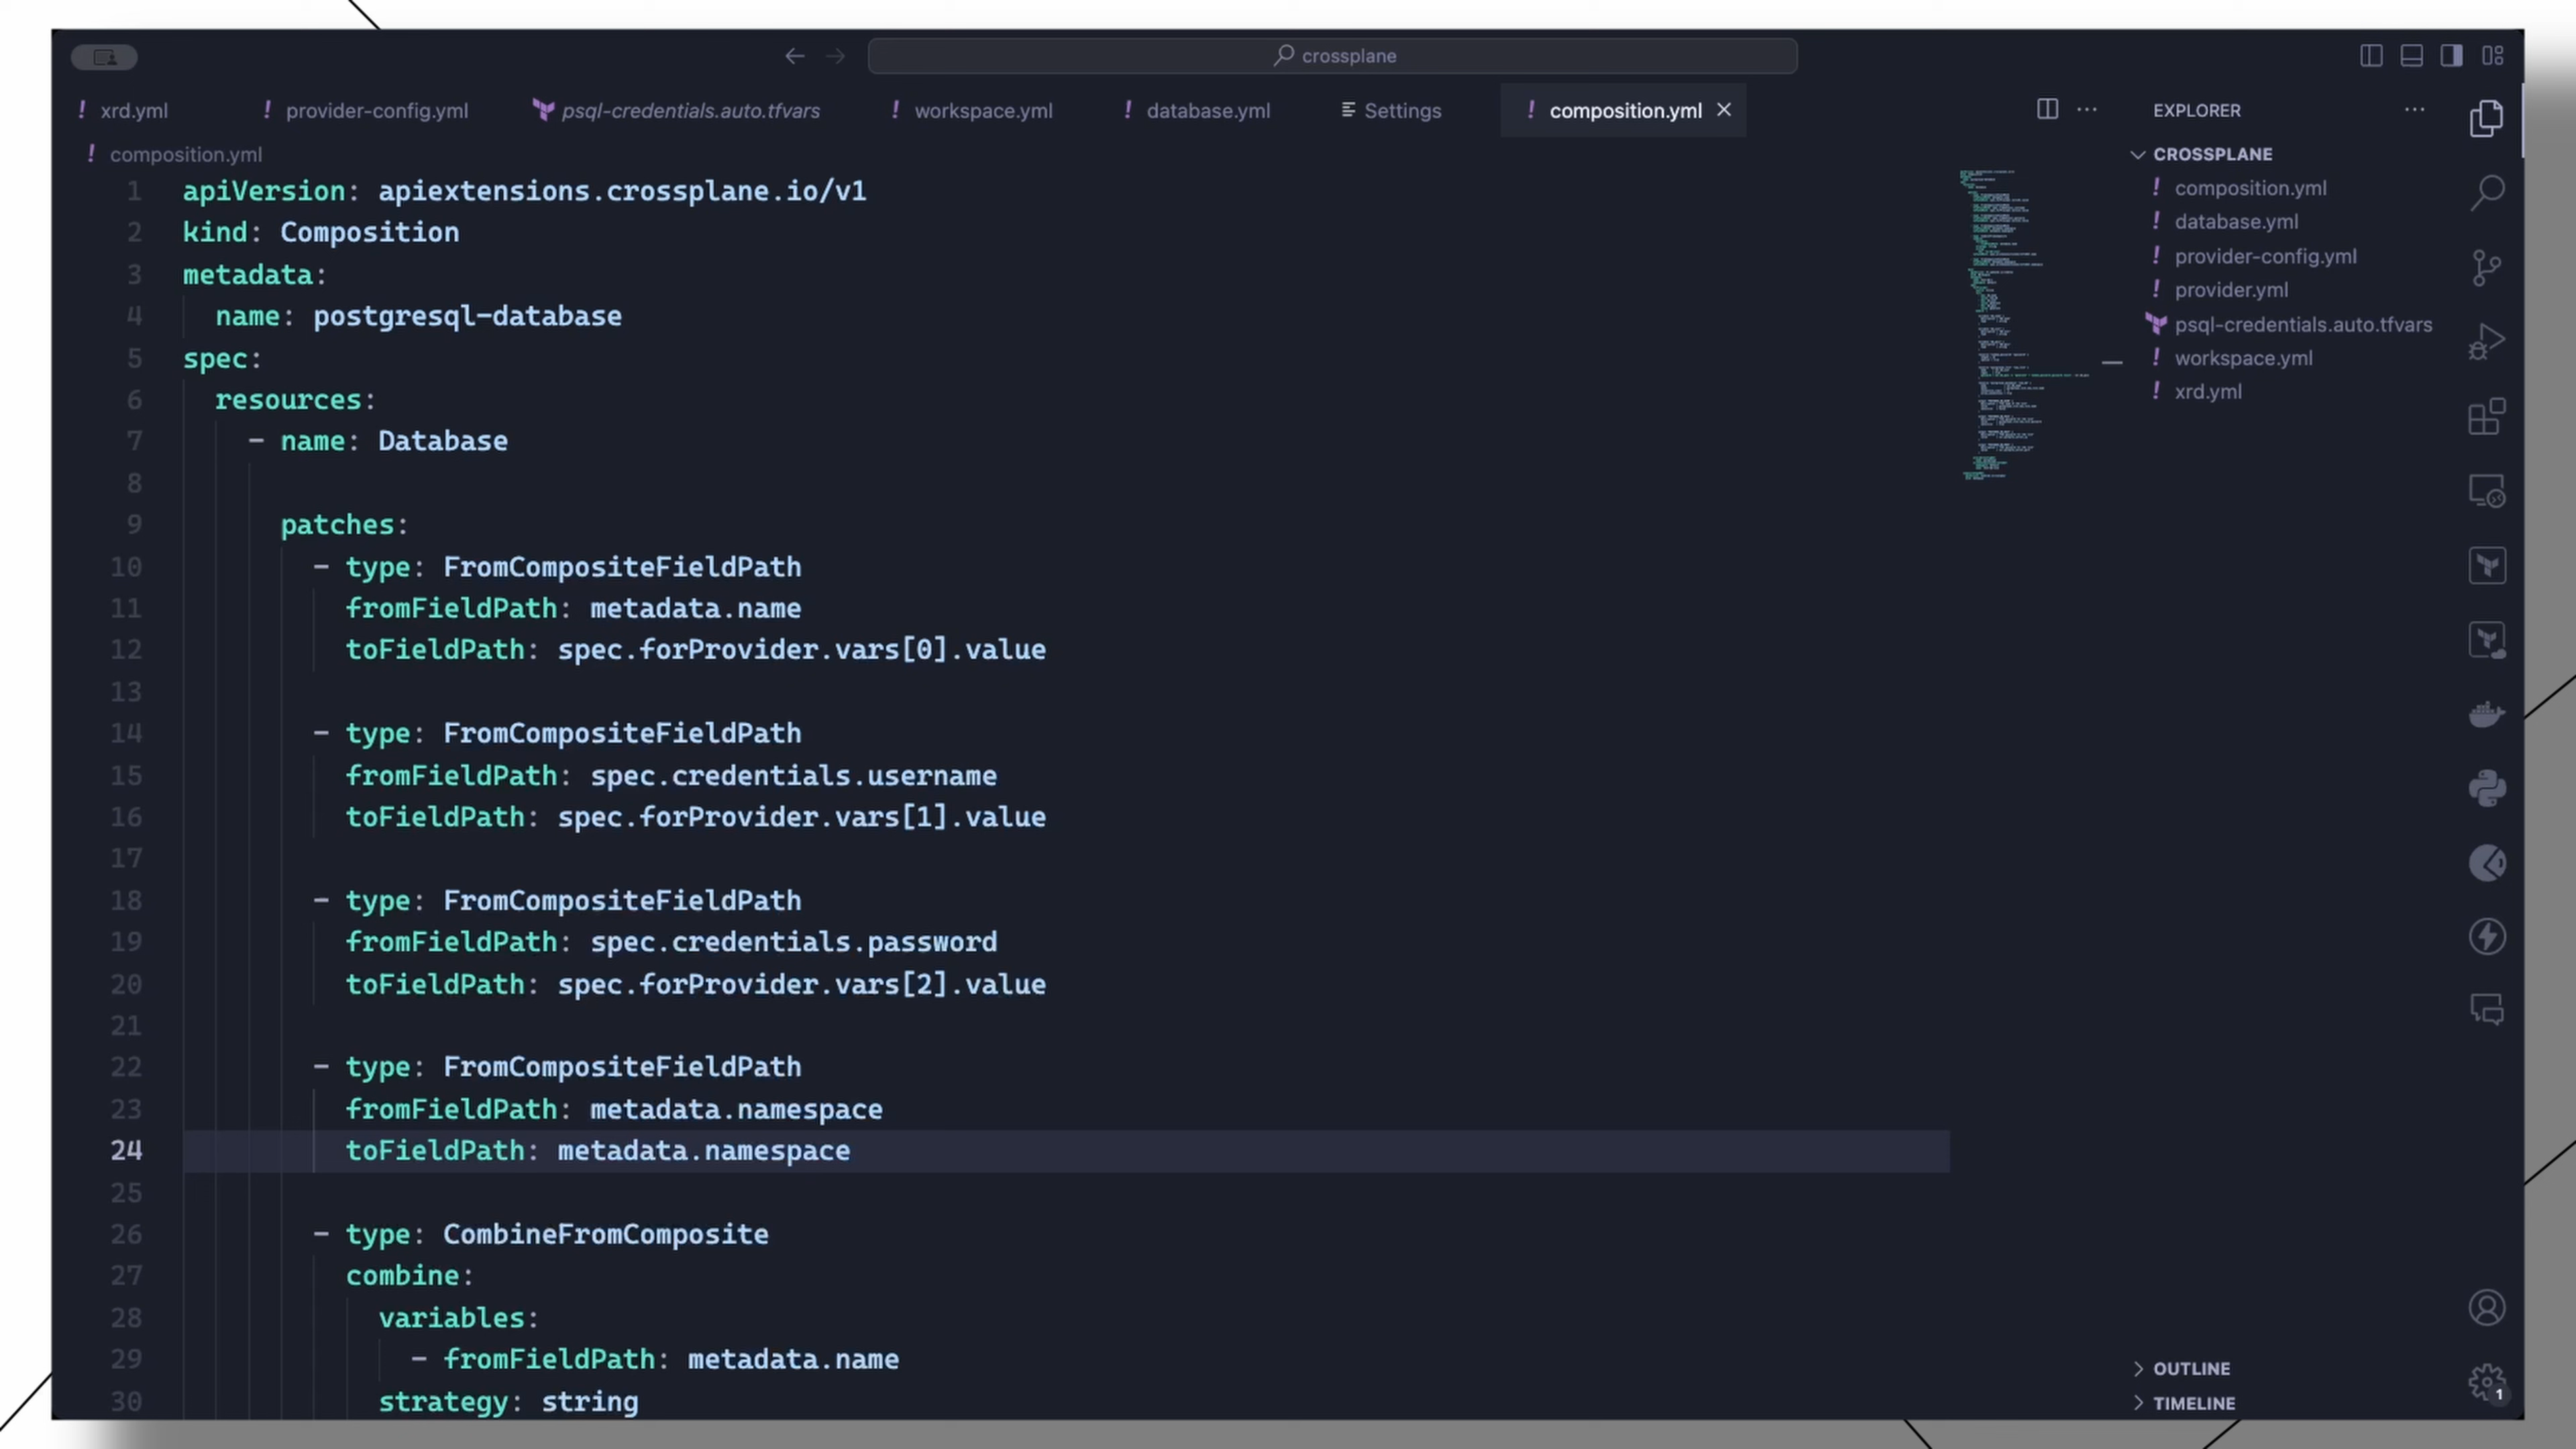 crossplane
xrd.yml
provider-config.yml
psql-credentials.auto.tfvars
workspace.yml
database.yml
Settings
composition.yml
composition.yml
1 apiVersion: apiextensions.crossplane.io/v1
2 kind: Composition
3 metadata:
4 name: postgresql-database
5 spec:
6 resources:
7 - name: Database
8
9 patches:
10 - type: FromCompositeFieldPath
11 fromFieldPath: metadata.name
12 toFieldPath: spec.forProvider.vars[0].value
13
14 - type: FromCompositeFieldPath
15 fromFieldPath: spec.credentials.username
16 toFieldPath: spec.forProvider.vars[1].value
17
18 - type: FromCompositeFieldPath
19 fromFieldPath: spec.credentials.password
20 toFieldPath: spec.forProvider.vars[2].value
21
22 - type: FromCompositeFieldPath
23 fromFieldPath: metadata.namespace
24 toFieldPath: metadata.namespace
25
26 - type: CombineFromComposite
27 combine:
28 variables:
29 - fromFieldPath: metadata.name
30 strategy: string
EXPLORER
CROSSPLANE
composition.yml
database.yml
provider-config.yml
provider.yml
psql-credentials.auto.tfvars
workspace.yml
xrd.yml
OUTLINE
TIMELINE
1